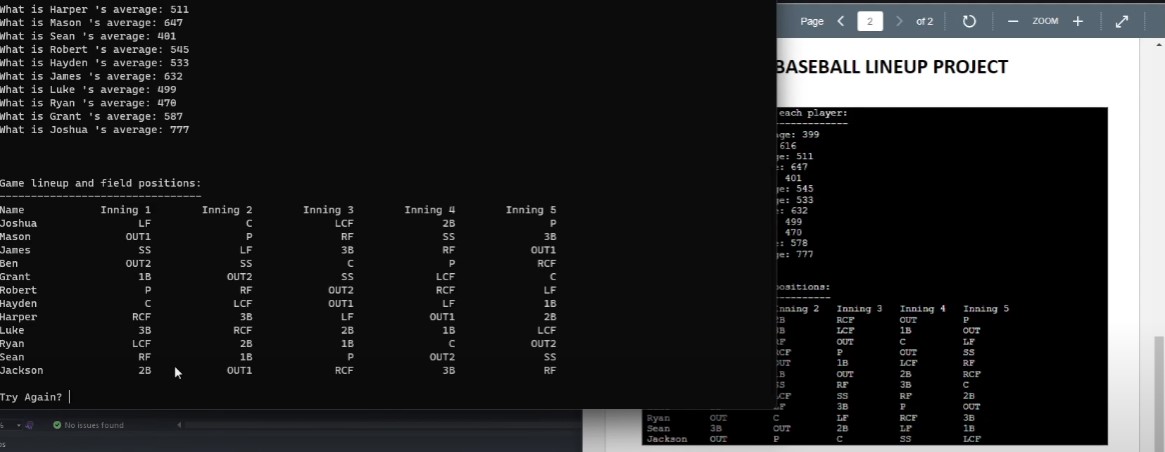 What is Harper 's average: 511
What is Mason 's average: 647
What is Sean 's average: 401
What is Robert 's average: 545
What is Hayden 's average: 533
What is James 's average: 632
What is Luke 's average: 499
What is Ryan 's average: 470
What is Grant 's average: 587
What is Joshua 's average: 777
Game lineup and field positions:
--------------------------------
Name Inning 1 Inning 2 Inning 3 Inning 4 Inning 5
Joshua LF C LCF 2B P
Mason OUT1 P RF SS 3B
James SS LF 3B RF OUT1
Ben OUT2 SS C P RCF
Grant 1B OUT2 SS LCF C
Robert P RF OUT2 RCF LF
Hayden C LCF OUT1 LF 1B
Harper RCF 3B LF OUT1 2B
Luke 3B RCF 2B 1B LCF
Ryan LCF 2B 1B C OUT2
Sean RF 1B P OUT2 SS
Jackson 2B OUT1 RCF 3B RF
Try Again?
No issues found
Page 2 of 2 ZOOM
BASEBALL LINEUP PROJECT
each player:
age: 399
616
ge: 511
: 647
401
ge: 545
ge: 533
: 632
499
470
: 578
ge: 777
ositions:
nning 2 Inning 3 Inning 4 Inning 5
RCF OUT P
LCF 1B OUT
OUT C LF
RCF P OUT SS
OUT 1B LCF RF
OUT 2B RCF
SS RF 3B C
LCF SS RF 2B
LF 3B P OUT
Ryan OUT C LF RCF 3B
Sean 3B OUT 2B LF 1B
Jackson OUT P C SS LCF